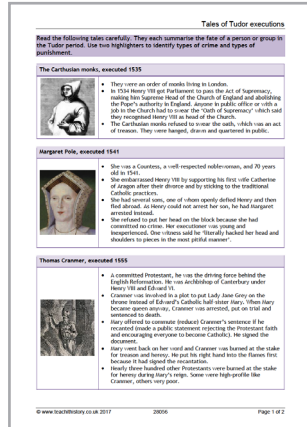 Tales of Tudor executions
Read the following tales carefully. They each summarise the fate of a person or group in
the Tudor period. Use two highlighters to identify types of crime and types of
punishment.
The Carthusian monks, executed 1535
• They were an order of monks living in London.
• In 1534 Henry VIII got Parliament to pass the Act of Supremacy,
making him Supreme Head of the Church of England and abolishing
the Pope's authority in England. Anyone in public office or with a
job in the Church had to swear the 'Oath of Supremacy' which said
they recognised Henry VIII as head of the Church.
• The Carthusian monks refused to swear the oath, which was an act
of treason. They were hanged, drawn and quartered in public.
Margaret Pole, executed 1541
• She was a Countess, a well-respected noblewoman, and 70 years
old in 1541.
• She embarrassed Henry VIII by supporting his first wife Catherine
of Aragon after their divorce and by sticking to the traditional
Catholic practices.
• She had several sons, one of whom openly defied Henry and then
fled abroad. As Henry could not arrest her son, he had Margaret
arrested instead.
• She refused to put her head on the block because she had
committed no crime. Her executioner was young and
inexperienced. One witness said he 'literally hacked her head and
shoulders to pieces in the most pitiful manner'.
Thomas Cranmer, executed 1555
• A committed Protestant, he was the driving force behind the
English Reformation. He was Archbishop of Canterbury under
Henry VIII and Edward VI.
• Cranmer was involved in a plot to put Lady Jane Grey on the
throne instead of Edward's Catholic half-sister Mary. When Mary
became queen anyway, Cranmer was arrested, put on trial and
sentenced to death.
• Mary offered to commute (reduce) Cranmer's sentence if he
recanted (made a public statement rejecting the Protestant faith
and encouraging everyone to become Catholic). He signed the
document.
• Mary went back on her word and Cranmer was burned at the stake
for treason and heresy. He put his right hand into the flames first
because it had signed the recantation.
• Nearly three hundred other Protestants were burned at the stake
for heresy during Mary's reign. Some were high-profile like
Cranmer, others very poor.
© www.teachithistory.co.uk 2017 28056 Page 1 of 2